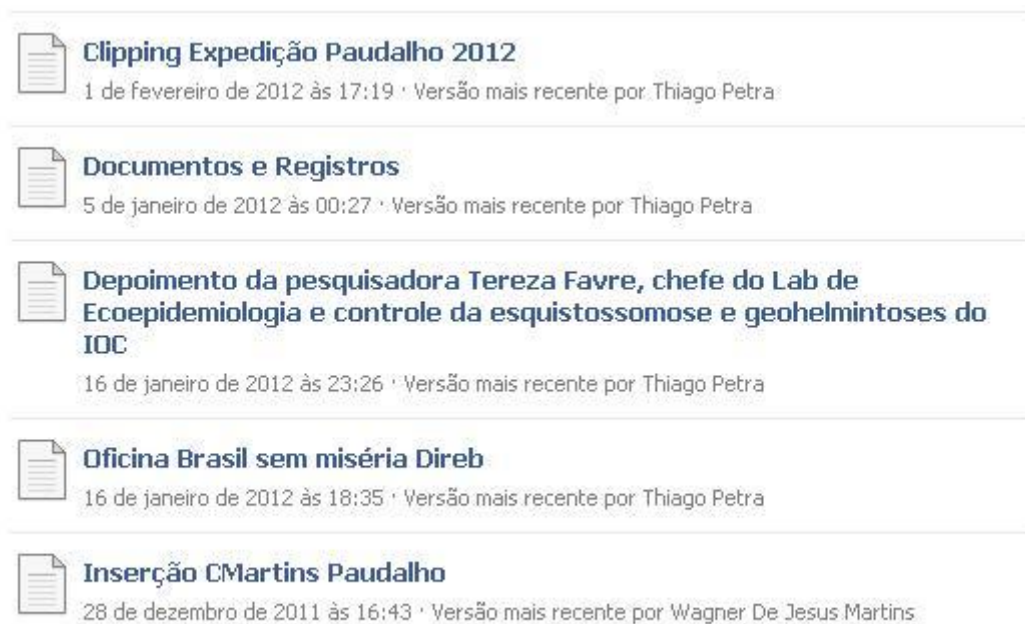 Clipping Expedição Paudalho 2012
1 de fevereiro de 2012 às 17:19 · Versão mais recente por Thiago Petra
Documentos e Registros
5 de janeiro de 2012 às 00:27 · Versão mais recente por Thiago Petra
Depoimento da pesquisadora Tereza Favre, chefe do Lab de
Ecoepidemiologia e controle da esquistossomose e geohelmintoses do
IOC
16 de janeiro de 2012 às 23:26 · Versão mais recente por Thiago Petra
Oficina Brasil sem miséria Direb
16 de janeiro de 2012 às 18:35 · Versão mais recente por Thiago Petra
Inserção CMartins Paudalho
28 de dezembro de 2011 às 16:43 · Versão mais recente por Wagner De Jesus Martins